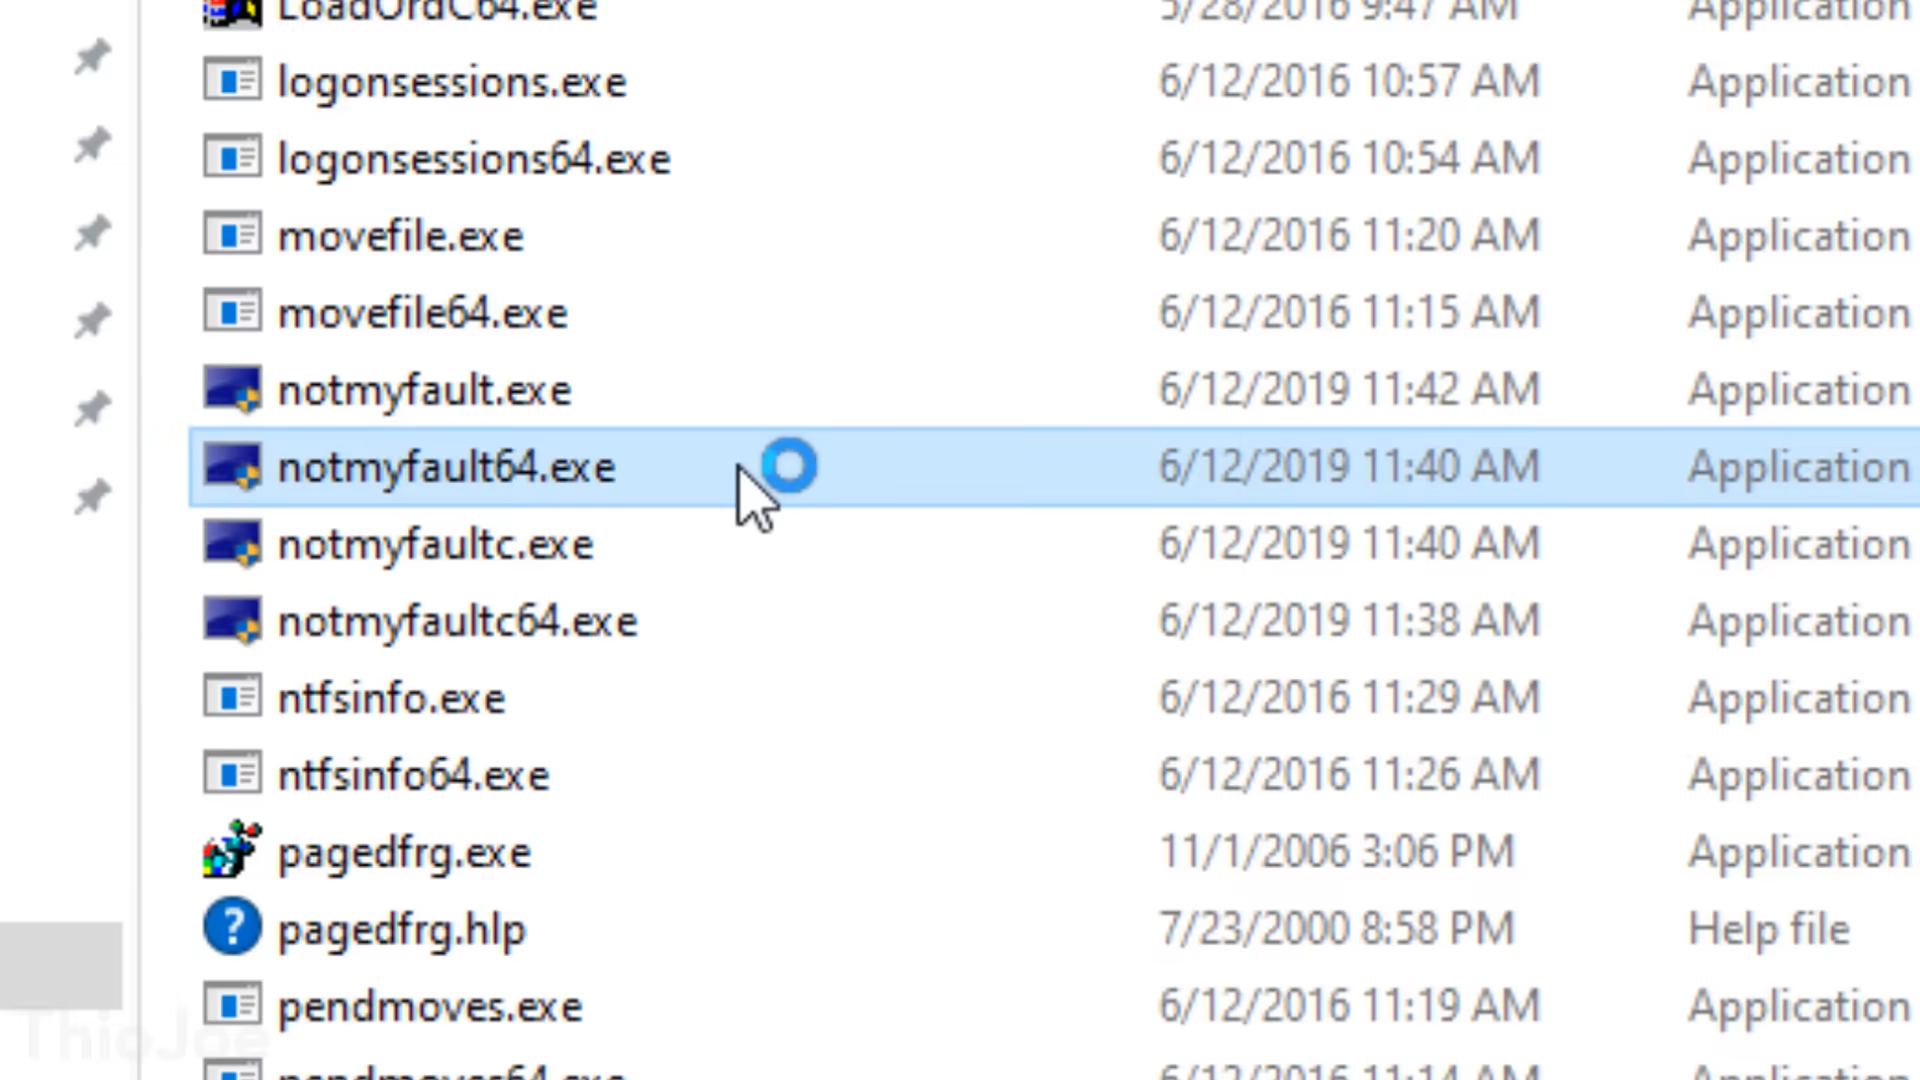 LoadOrdC64.exe 5/28/2016 9:47 AM Application
logonsessions.exe 6/12/2016 10:57 AM Application
logonsessions64.exe 6/12/2016 10:54 AM Application
movefile.exe 6/12/2016 11:20 AM Application
movefile64.exe 6/12/2016 11:15 AM Application
notmyfault.exe 6/12/2019 11:42 AM Application
notmyfault64.exe 6/12/2019 11:40 AM Application
notmyfaultc.exe 6/12/2019 11:40 AM Application
notmyfaultc64.exe 6/12/2019 11:38 AM Application
ntfsinfo.exe 6/12/2016 11:29 AM Application
ntfsinfo64.exe 6/12/2016 11:26 AM Application
pagedfrg.exe 11/1/2006 3:06 PM Application
pagedfrg.hlp 7/23/2000 8:58 PM Help file
pendmoves.exe 6/12/2016 11:19 AM Application
ThioJoe
pendmoves64.exe 6/12/2016 11:14 AM Application